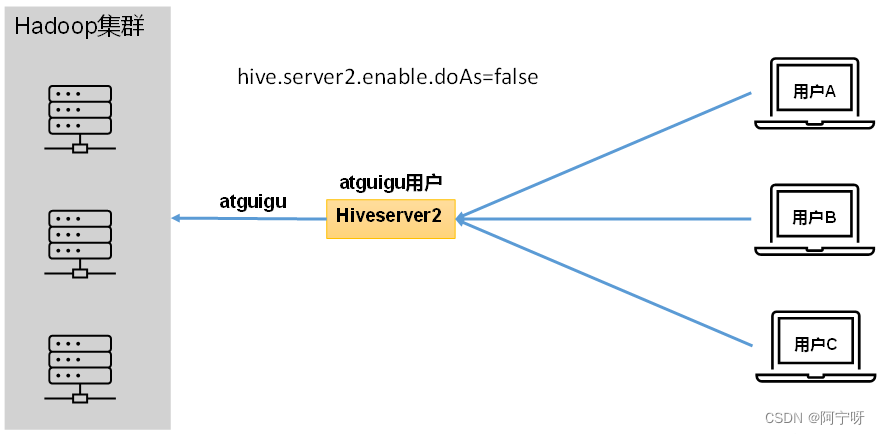 Hadoop集群
hive.server2.enable.doAs=false
用户A
atguigu用户
atguigu
Hiveserver2
用户B
用户C
CSDN @阿宁呀